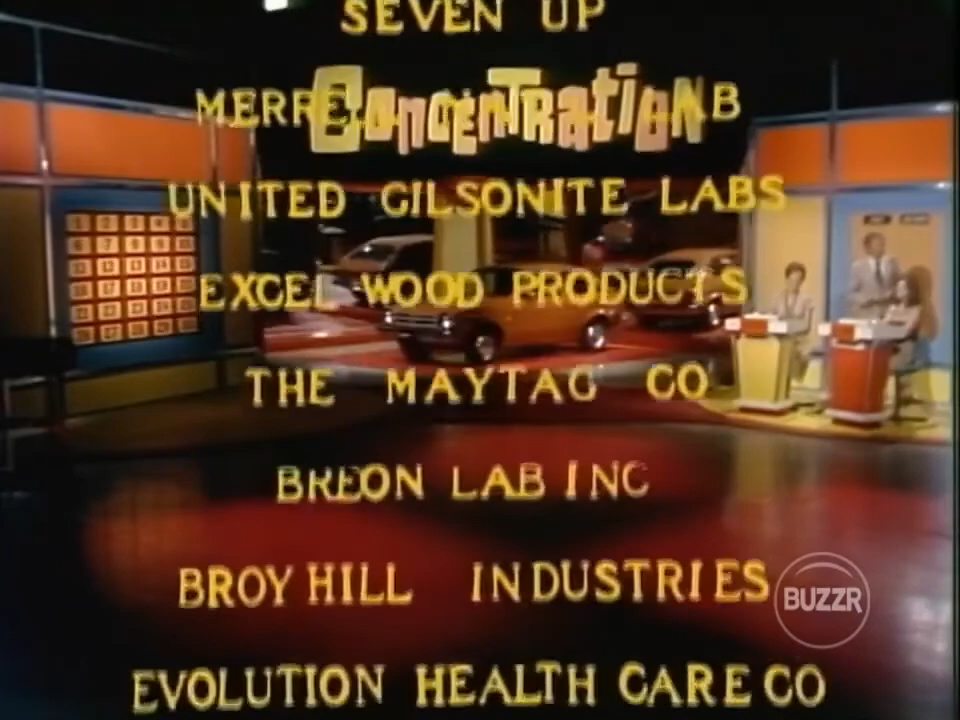 SEVEN UP
ConcenTration
UNITED GILSONITE LABS
EXCEL WOOD PRODUCTS
THE MAYTAG CO
BREON LAB INC
BROY HILL INDUSTRIES
BUZZR
EVOLUTION HEALTH CARE CO